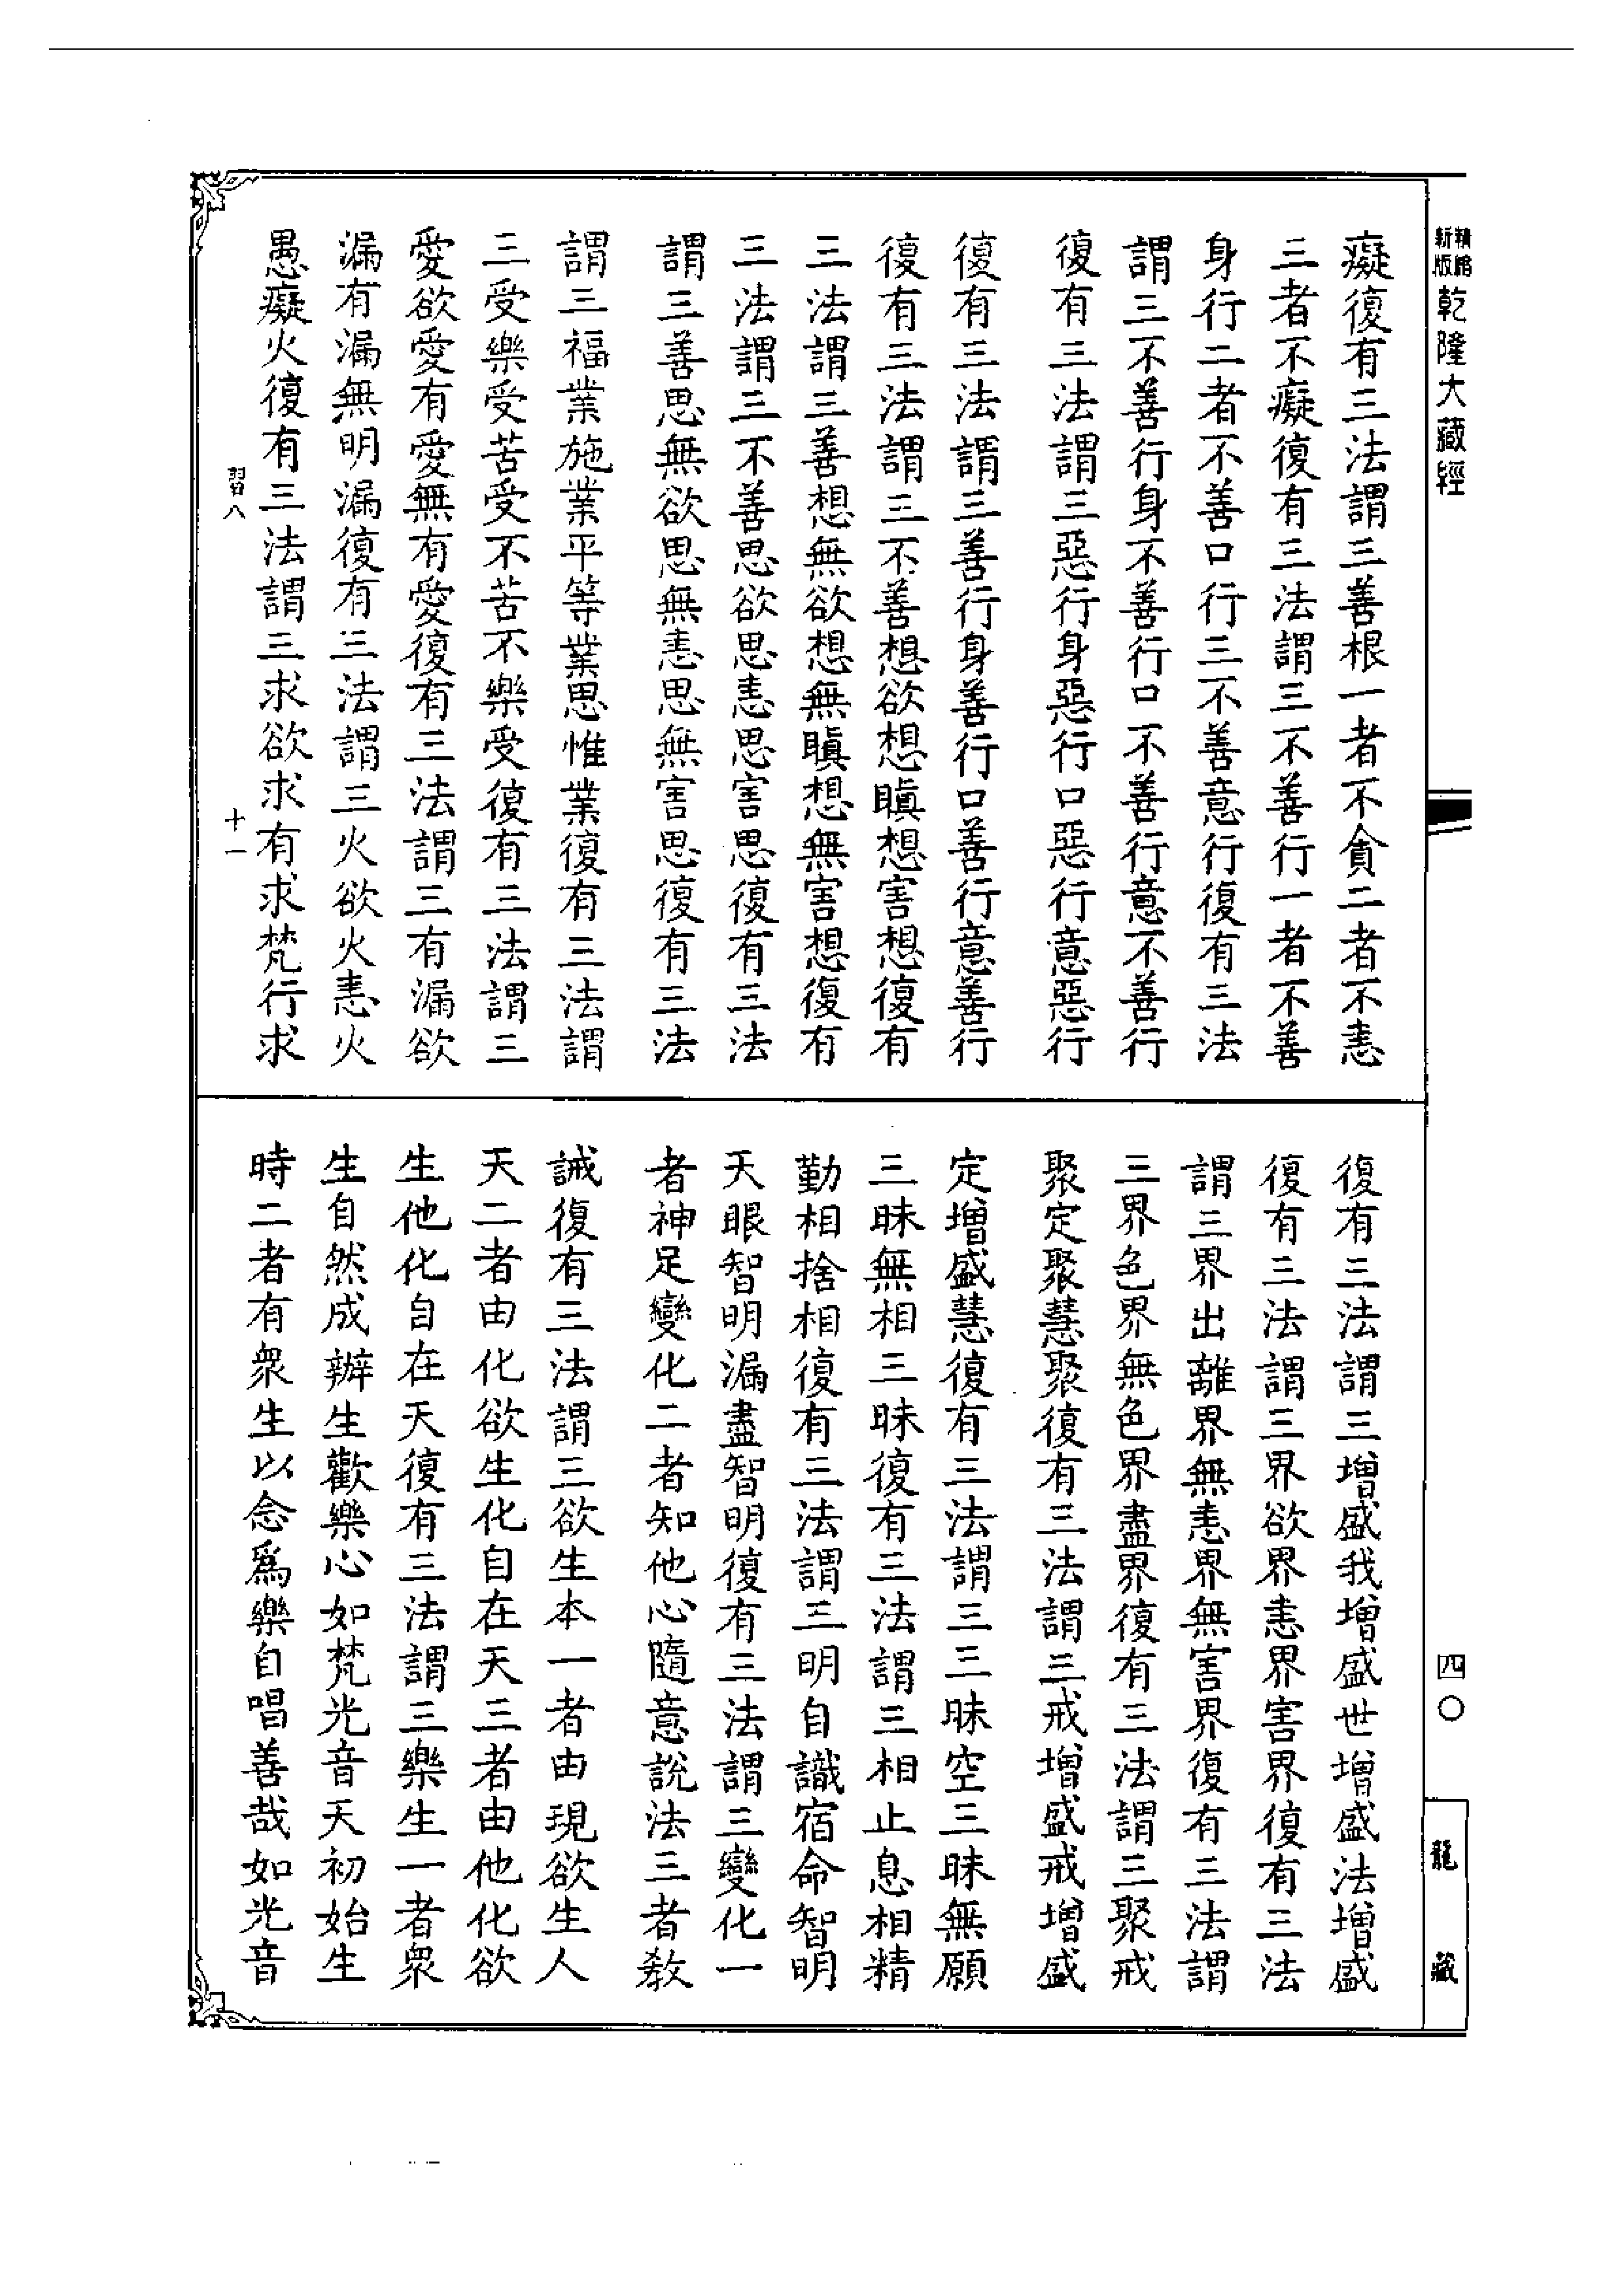 精縮
新版
乾隆大藏經
癡復有三法謂三善根一者不貪二者不恚
三者不癡復有三法謂三不善行一者不善
身行二者不善口行三不善意行復有三法
謂三不善行身不善行口不善行意不善行
復有三法謂三惡行身惡行口惡行意惡行
復有三法謂三善行身善行口善行意善行
復有三法謂三不善想欲想瞋想害想復有
三法謂三善想無欲想無瞋想無害想復有
三法謂三不善思欲思恚思害思復有三法
謂三善思無欲思無恚思無害思復有三法
謂三福業施業平等業思惟業復有三法謂
三受樂受苦受不苦不樂受復有三法謂三
愛欲愛有愛無有愛復有三法謂三有漏欲
漏有漏無明漏復有三法謂三火欲火恚火
愚癡火復有三法謂三求欲求有求梵行求
習八
十一
復有三法謂三增盛我增盛世增盛法增盛
復有三法謂三界欲界恚界害界復有三法
謂三界出離界無恚界無害界復有三法謂
三界色界無色界盡界復有三法謂三聚戒
聚定聚慧聚復有三法謂三戒增盛戒增盛
定增盛慧復有三法謂三三昧空三昧無願
三昧無相三昧復有三法謂三相止息相精
勤相捨相復有三法謂三明自識宿命智明
天眼智明漏盡智明復有三法謂三變化一
者神足變化二者知他心隨意說法三者教
誡復有三法謂三欲生本一者由現欲生人
天二者由化欲生化自在天三者由他化欲
生他化自在天復有三法謂三樂生一者眾
生自然成辦生歡樂心如梵光音天初始生
時二者有眾生以念為樂自唱善哉如光音
四〇
龍藏